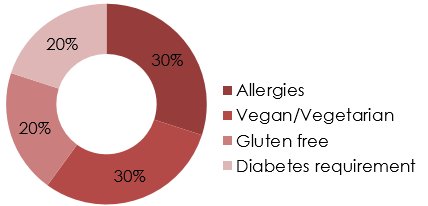 20%
30%
20%
30%
Allergies
Vegan/Vegetarian
Gluten free
Diabetes requirement